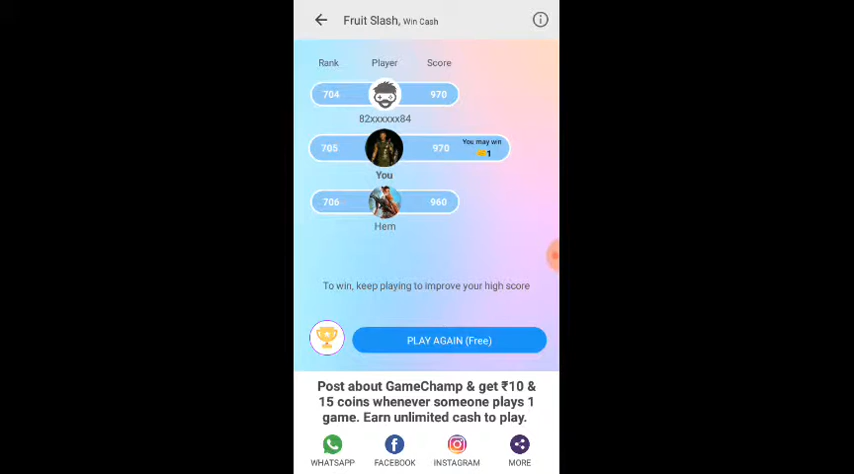 Fruit Slash, Win Cash
Rank Player Score
704 970
82xxxxxx84
705 970 You may win
1
You
706 960
Hem
To win, keep playing to improve your high score
PLAY AGAIN (Free)
Post about GameChamp & get ₹10 &
15 coins whenever someone plays 1
game. Earn unlimited cash to play.
WHATSAPP FACEBOOK INSTAGRAM MORE